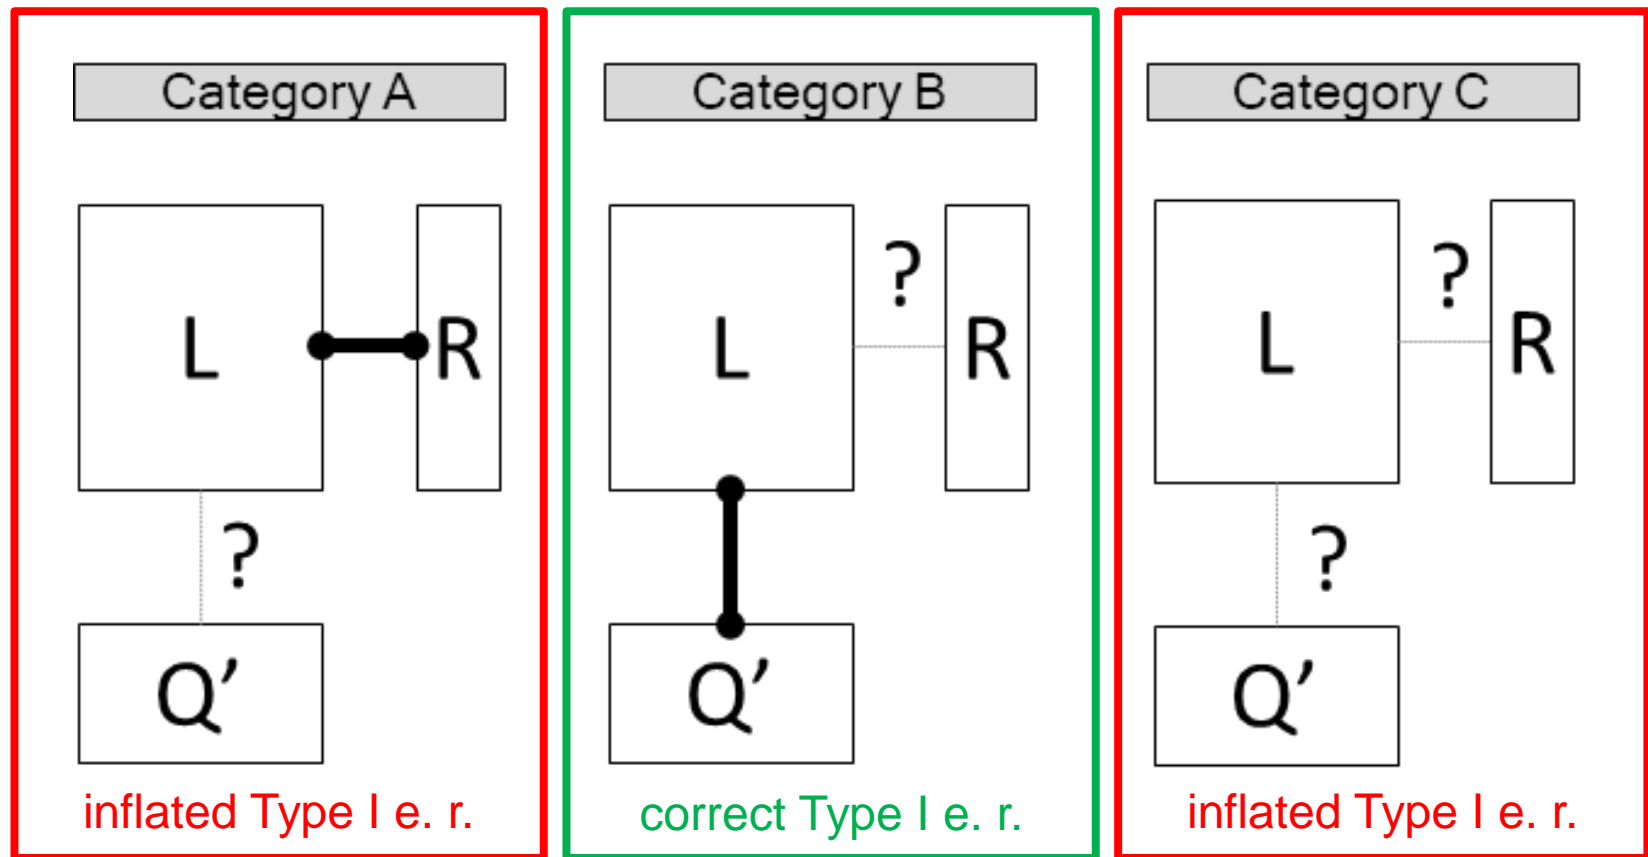 Category A
L
R
?
Q’
inflated Type I e. r.
Category B
?
L
R
Q’
correct Type I e. r.
Category C
?
L
R
?
Q’
inflated Type I e. r.